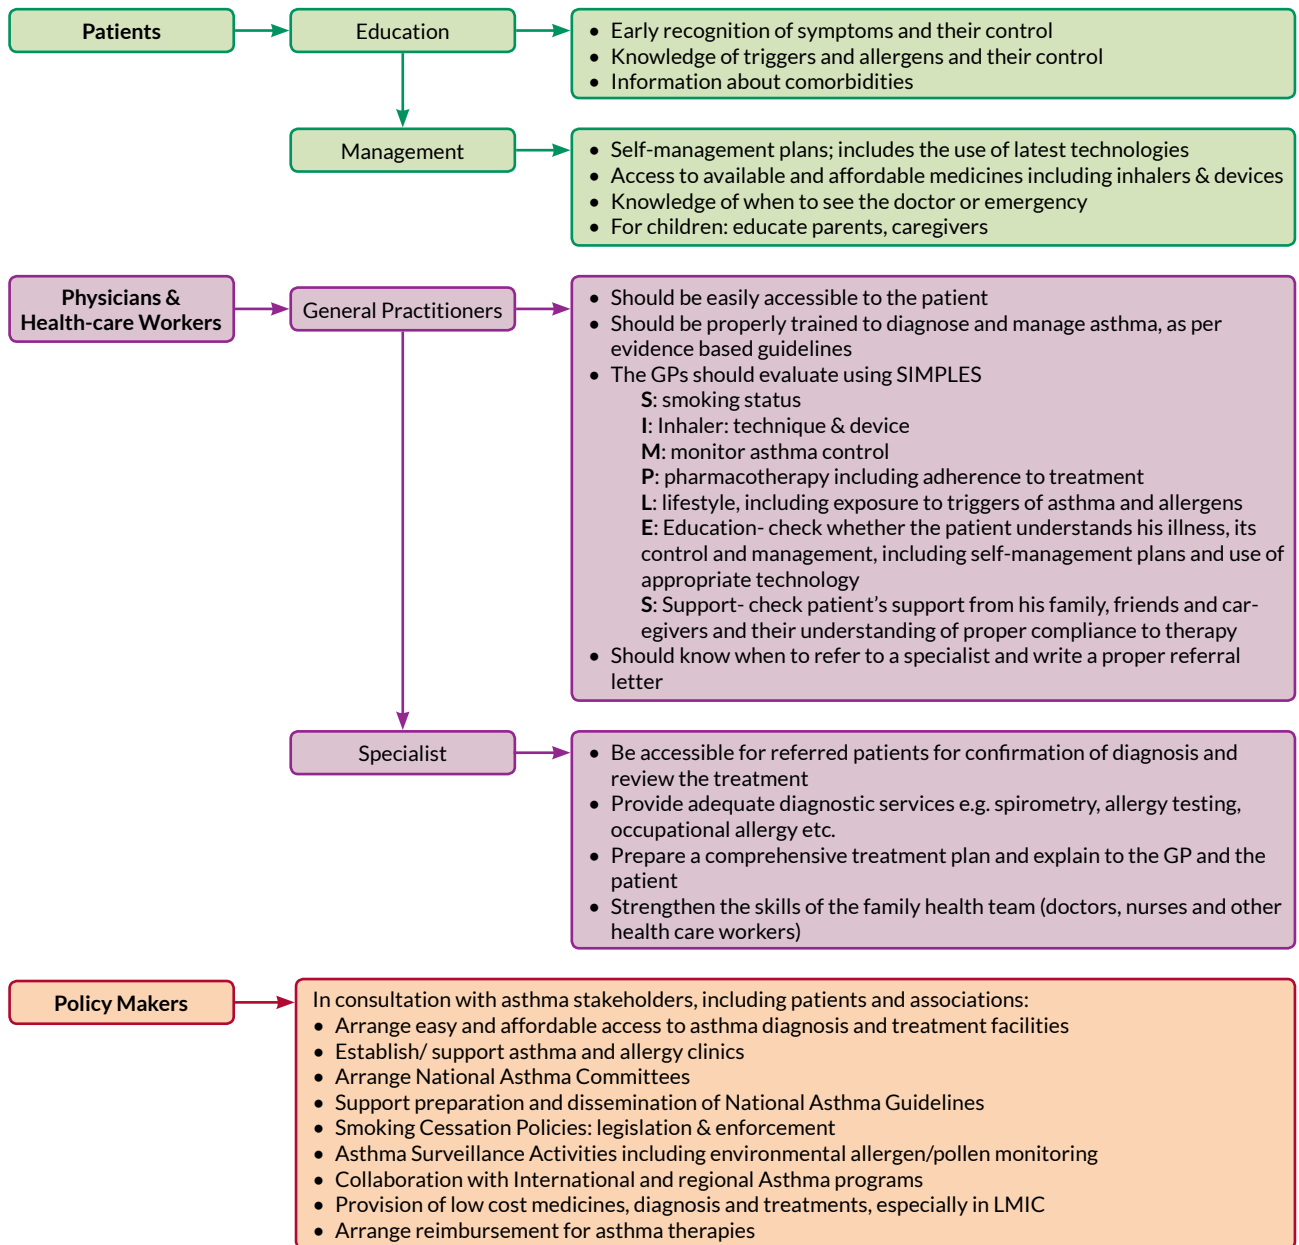 Patients
Education
• Early recognition of symptoms and their control
• Knowledge of triggers and allergens and their control
• Information about comorbidities
Management
• Self-management plans; includes the use of latest technologies
• Access to available and affordable medicines including inhalers & devices
• Knowledge of when to see the doctor or emergency
• For children: educate parents, caregivers
Physicians &
Health-care Workers
General Practitioners
• Should be easily accessible to the patient
• Should be properly trained to diagnose and manage asthma, as per
evidence based guidelines
• The GPs should evaluate using SIMPLES
S: smoking status
I: Inhaler: technique & device
M: monitor asthma control
P: pharmacotherapy including adherence to treatment
L: lifestyle, including exposure to triggers of asthma and allergens
E: Education- check whether the patient understands his illness, its
control and management, including self-management plans and use of
appropriate technology
S: Support- check patient’s support from his family, friends and car-
egivers and their understanding of proper compliance to therapy
• Should know when to refer to a specialist and write a proper referral
letter
Specialist
• Be accessible for referred patients for confirmation of diagnosis and
review the treatment
• Provide adequate diagnostic services e.g. spirometry, allergy testing,
occupational allergy etc.
• Prepare a comprehensive treatment plan and explain to the GP and the
patient
• Strengthen the skills of the family health team (doctors, nurses and other
health care workers)
Policy Makers
In consultation with asthma stakeholders, including patients and associations:
• Arrange easy and affordable access to asthma diagnosis and treatment facilities
• Establish/ support asthma and allergy clinics
• Arrange National Asthma Committees
• Support preparation and dissemination of National Asthma Guidelines
• Smoking Cessation Policies: legislation & enforcement
• Asthma Surveillance Activities including environmental allergen/pollen monitoring
• Collaboration with International and regional Asthma programs
• Provision of low cost medicines, diagnosis and treatments, especially in LMIC
• Arrange reimbursement for asthma therapies